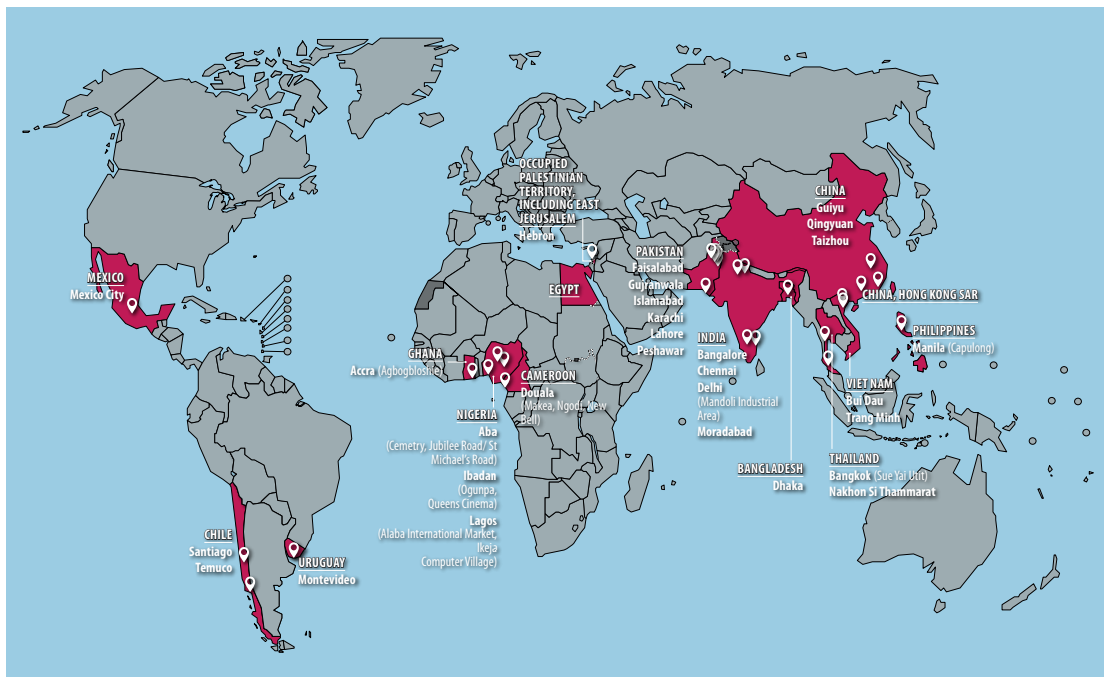 MEXICO
Mexico City
CHILE
Santiago
Temuco
URUGUAY
Montevideo
GHANA
Accra (Agbogbloshie)
NIGERIA
Aba
(Cemetry, Jubilee Road/ St
Michael's Road)
Ibadan
(Ogunpa,
Queens Cinema)
Lagos
(Alaba International Market,
Ikeja
Computer Village)
CAMEROON
Douala
(Makea, Ngodi, New
Bell)
OCCUPIED
PALESTINIAN
TERRITORY,
INCLUDING EAST
JERUSALEM
Hebron
EGYPT
PAKISTAN
Faisalabad
Gujranwala
Islamabad
Karachi
Lahore
Peshawar
INDIA
Bangalore
Chennai
Delhi
(Mandoli Industrial
Area)
Moradabad
BANGLADESH
Dhaka
CHINA
Guiyu
Qingyuan
Taizhou
CHINA, HONG KONG SAR
PHILIPPINES
Manila (Capulong)
VIET NAM
Bui Dau
Trang Minh
THAILAND
Bangkok (Sue Yai Utit)
Nakhon Si Thammarat